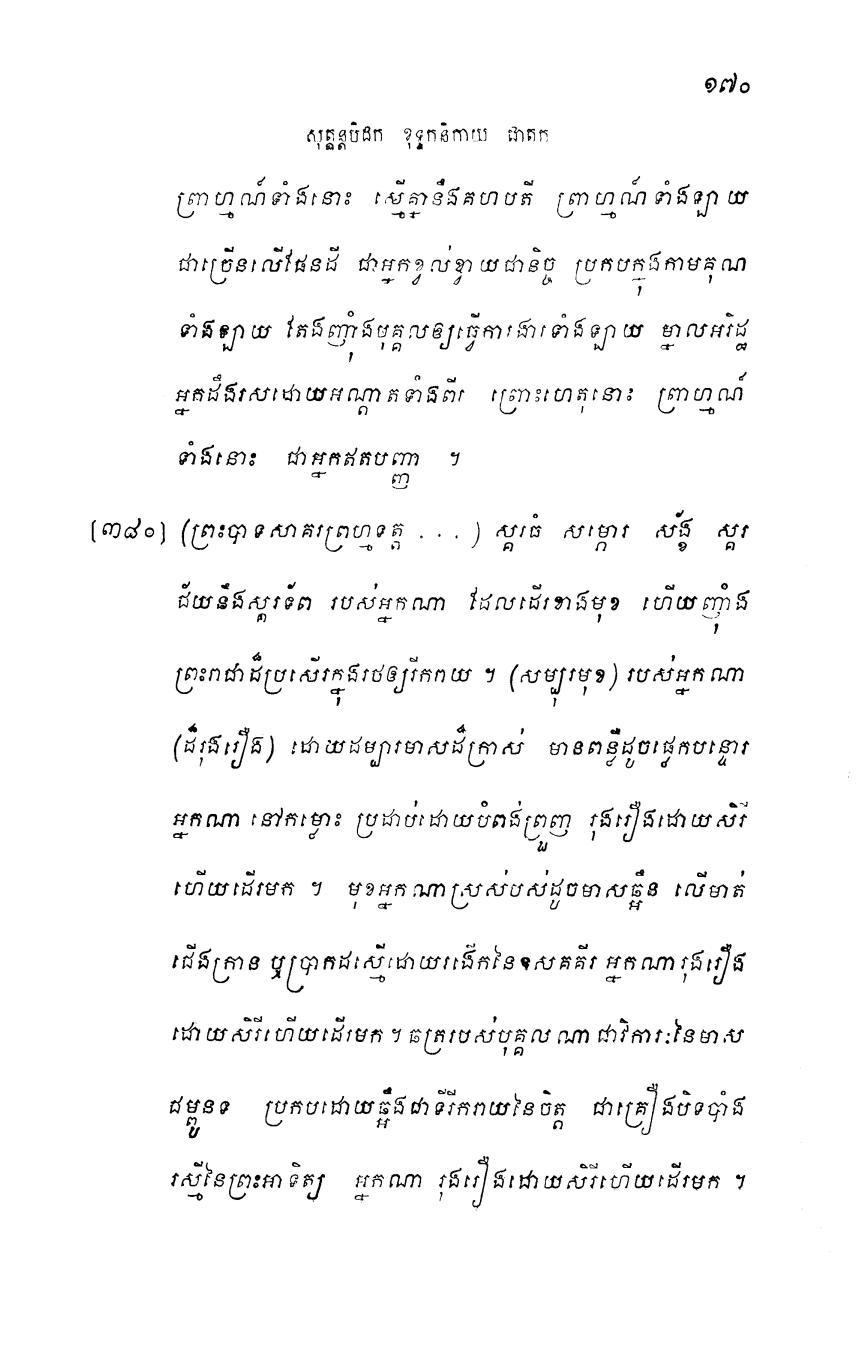 ១៧០
សុត្តន្តបិដក ខុទ្ទកនិកាយ ជាតក
ព្រាហ្មណ៍ទាំងនោះ ស្មើគ្នានឹងគហបតី ព្រាហ្មណ៍ទាំងឡាយ
ជាច្រើនលើផែនដី ជាអ្នកខ្វល់ខ្វាយជានិច្ច ប្រកបក្នុងកាមគុណ
ទាំងឡាយ តែងញ៉ាំងបុគ្គលឲ្យធ្វើការងារទាំងឡាយ ម្នាលអរិដ្ឋ
អ្នកដឹងរសដោយអណ្តាតទាំងពីរ ព្រោះហេតុនោះ ព្រាហ្មណ៍
ទាំងនោះ ជាអ្នកឥតបញ្ញា ។
[៣៨០] (ព្រះបាទសាគរព្រហ្មទត្ត ...) ស្គរធំ សម្ភោរ ស័ង្ខ ស្គរ
ជ័យនឹងស្គរទ័ព របស់អ្នកណា ដែលដើរខាងមុខ ហើយញ៉ាំង
ព្រះរាជាដ៏ប្រសើរក្នុងរថឲ្យរីករាយ ។ (សម្បុរមុខ) របស់អ្នកណា
(ដ៏រុងរឿង) ដោយដម្បារមាសដ៏ក្រាស់ មានពន្លឺដូចផ្លេកបន្ទោរ
អ្នកណា នៅកម្លោះ ប្រដាប់ដោយបំពង់ព្រួញ រុងរឿងដោយសិរី
ហើយដើរមក ។ មុខអ្នកណាស្រស់បស់ដូចមាសឆ្អឹន លើមាត់
ជើងក្រាន ឬប្រាកដស្មើដោយរងើកនៃឧសគគីរ អ្នកណារុងរឿង
ដោយសិរីហើយដើរមក ។ ឆត្ររបស់បុគ្គលណាជាវិការៈនៃមាស
ជម្ពូនទ ប្រកបដោយឆ្អឹងជាទីរីករាយនៃចិត្ត ជាគ្រឿងបិទបាំង
រស្មីនៃព្រះអាទិត្យ អ្នកណា រុងរឿងដោយសិរីហើយដើរមក ។